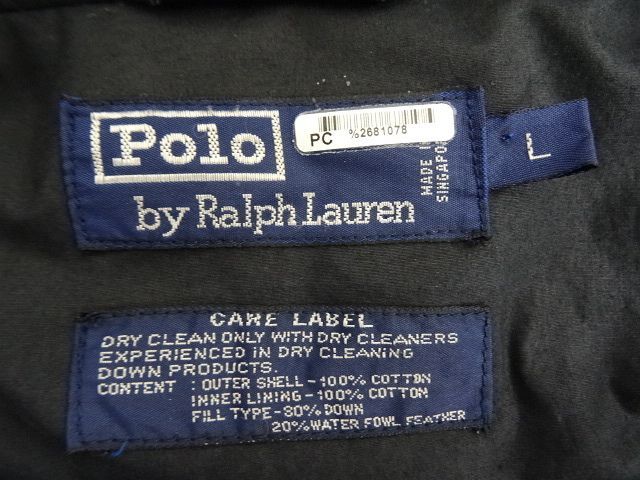 Polo
PC %2681078
by Ralph Lauren
MADE
L
CARE LABEL
DRY CLEAN ONLY WITH DRY CLEANERS
EXPERIENCED IN DRY CLEANING
DOWN PRODUCTS.
CONTENT : OUTER SHELL-100% COTTON
INNER LINING-100% COTTON
FILL TYPE-80% DOWN
20% WATER FOWL FEATHER